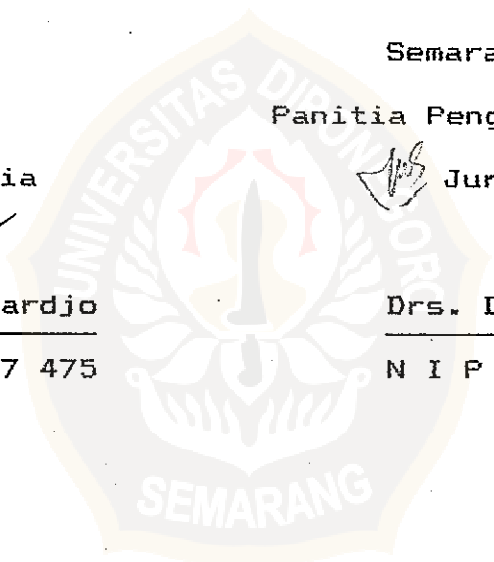 Semara
Panitia Peng
ia
Jur
ardjo
Drs. D
7 475
N I P
UNIVERSITAS DIPONEGORO
SEMARANG